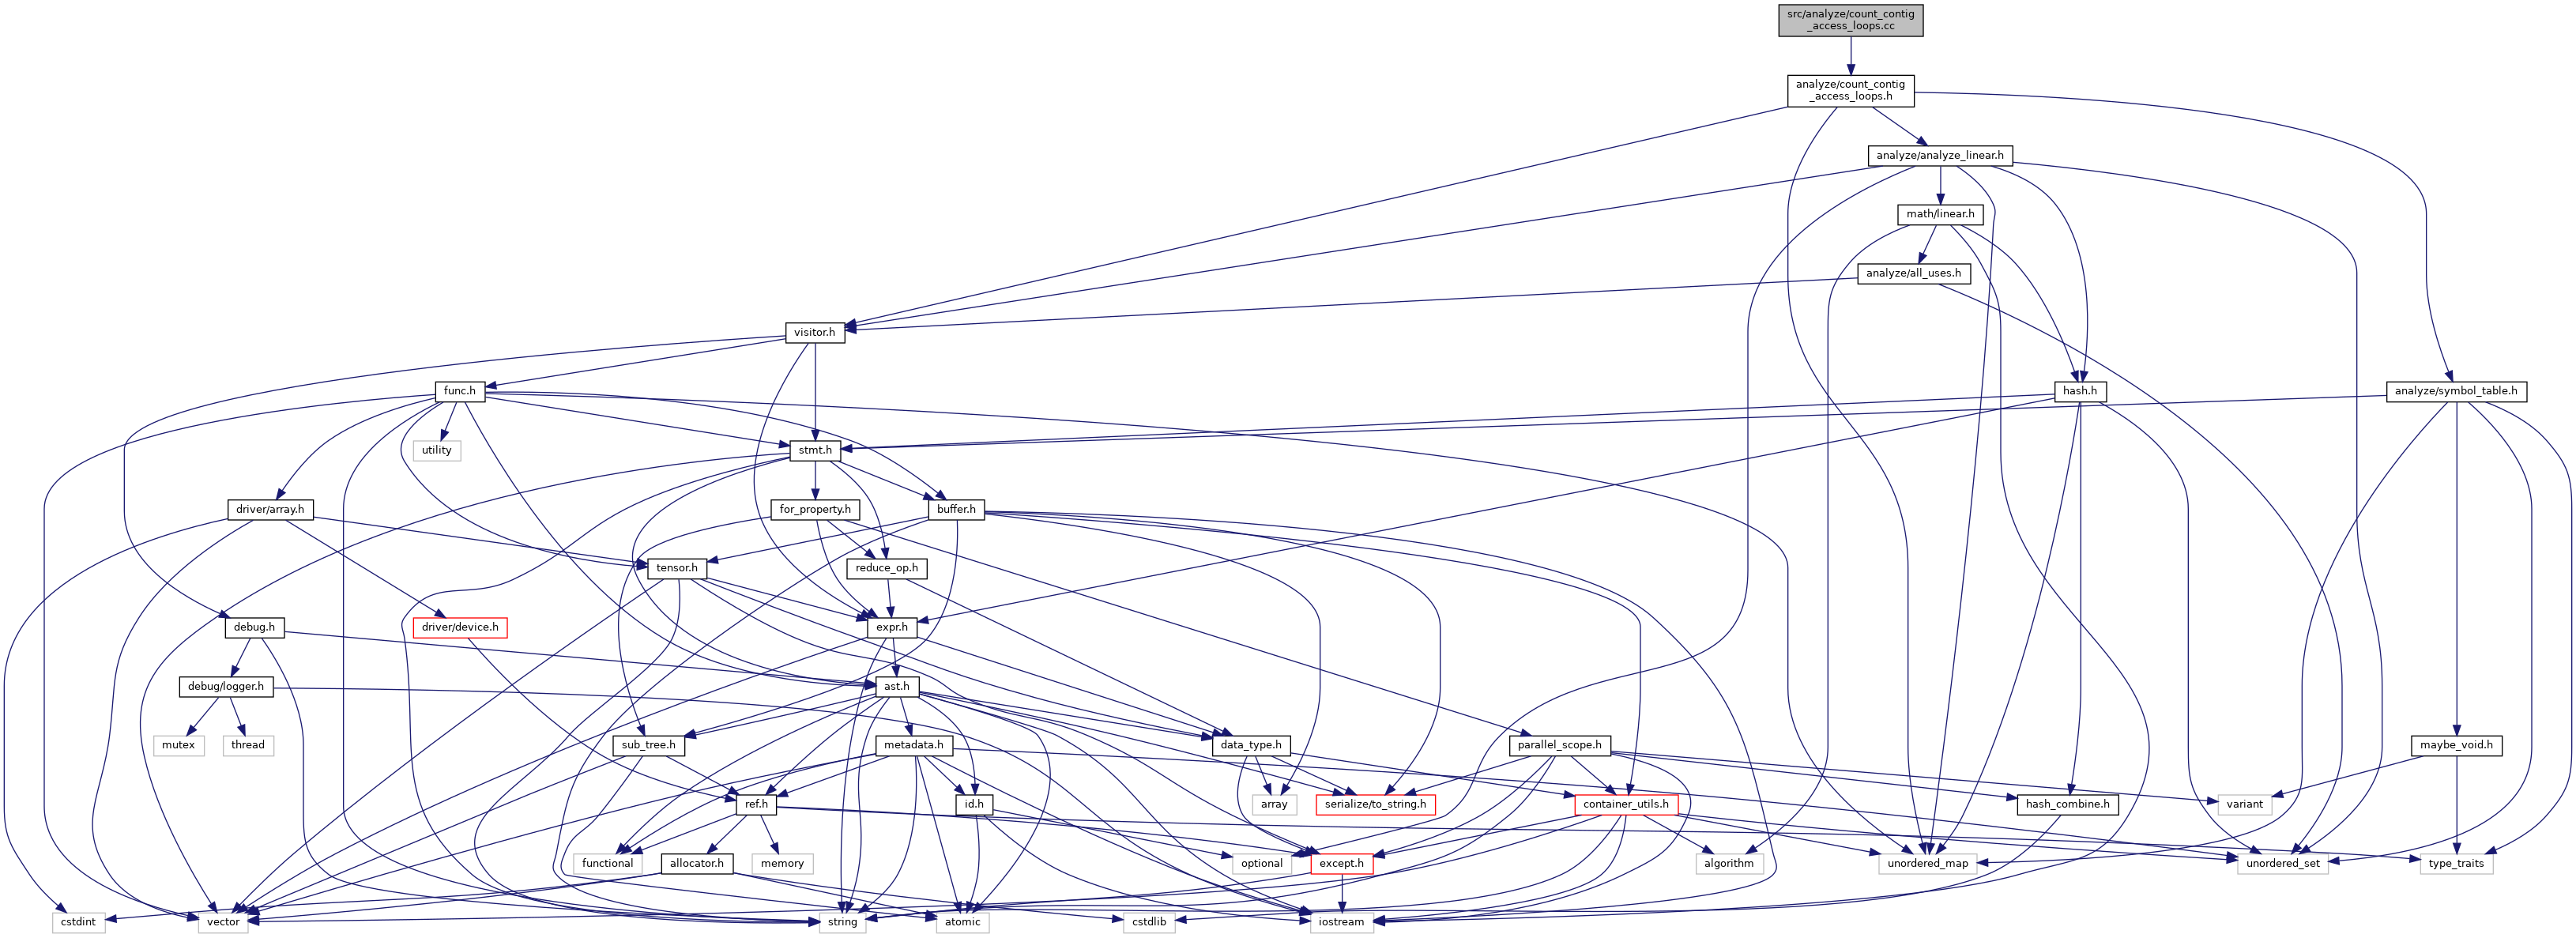 src/analyze/count_contig
_access_loops.cc
analyze/count_contig
_access_loops.h
analyze/analyze_linear.h
math/linear.h
analyze/all_uses.h
visitor.h
func.h
hash.h
analyze/symbol_table.h
utility
stmt.h
driver/array.h
for_property.h
buffer.h
tensor.h
reduce_op.h
debug.h
driver/device.h
expr.h
debug/logger.h
ast.h
mutex
thread
sub_tree.h
metadata.h
data_type.h
parallel_scope.h
maybe_void.h
ref.h
id.h
array
serialize/to_string.h
container_utils.h
hash_combine.h
variant
functional
allocator.h
memory
optional
except.h
algorithm
unordered_map
unordered_set
type_traits
cstdint
vector
string
atomic
cstdlib
iostream